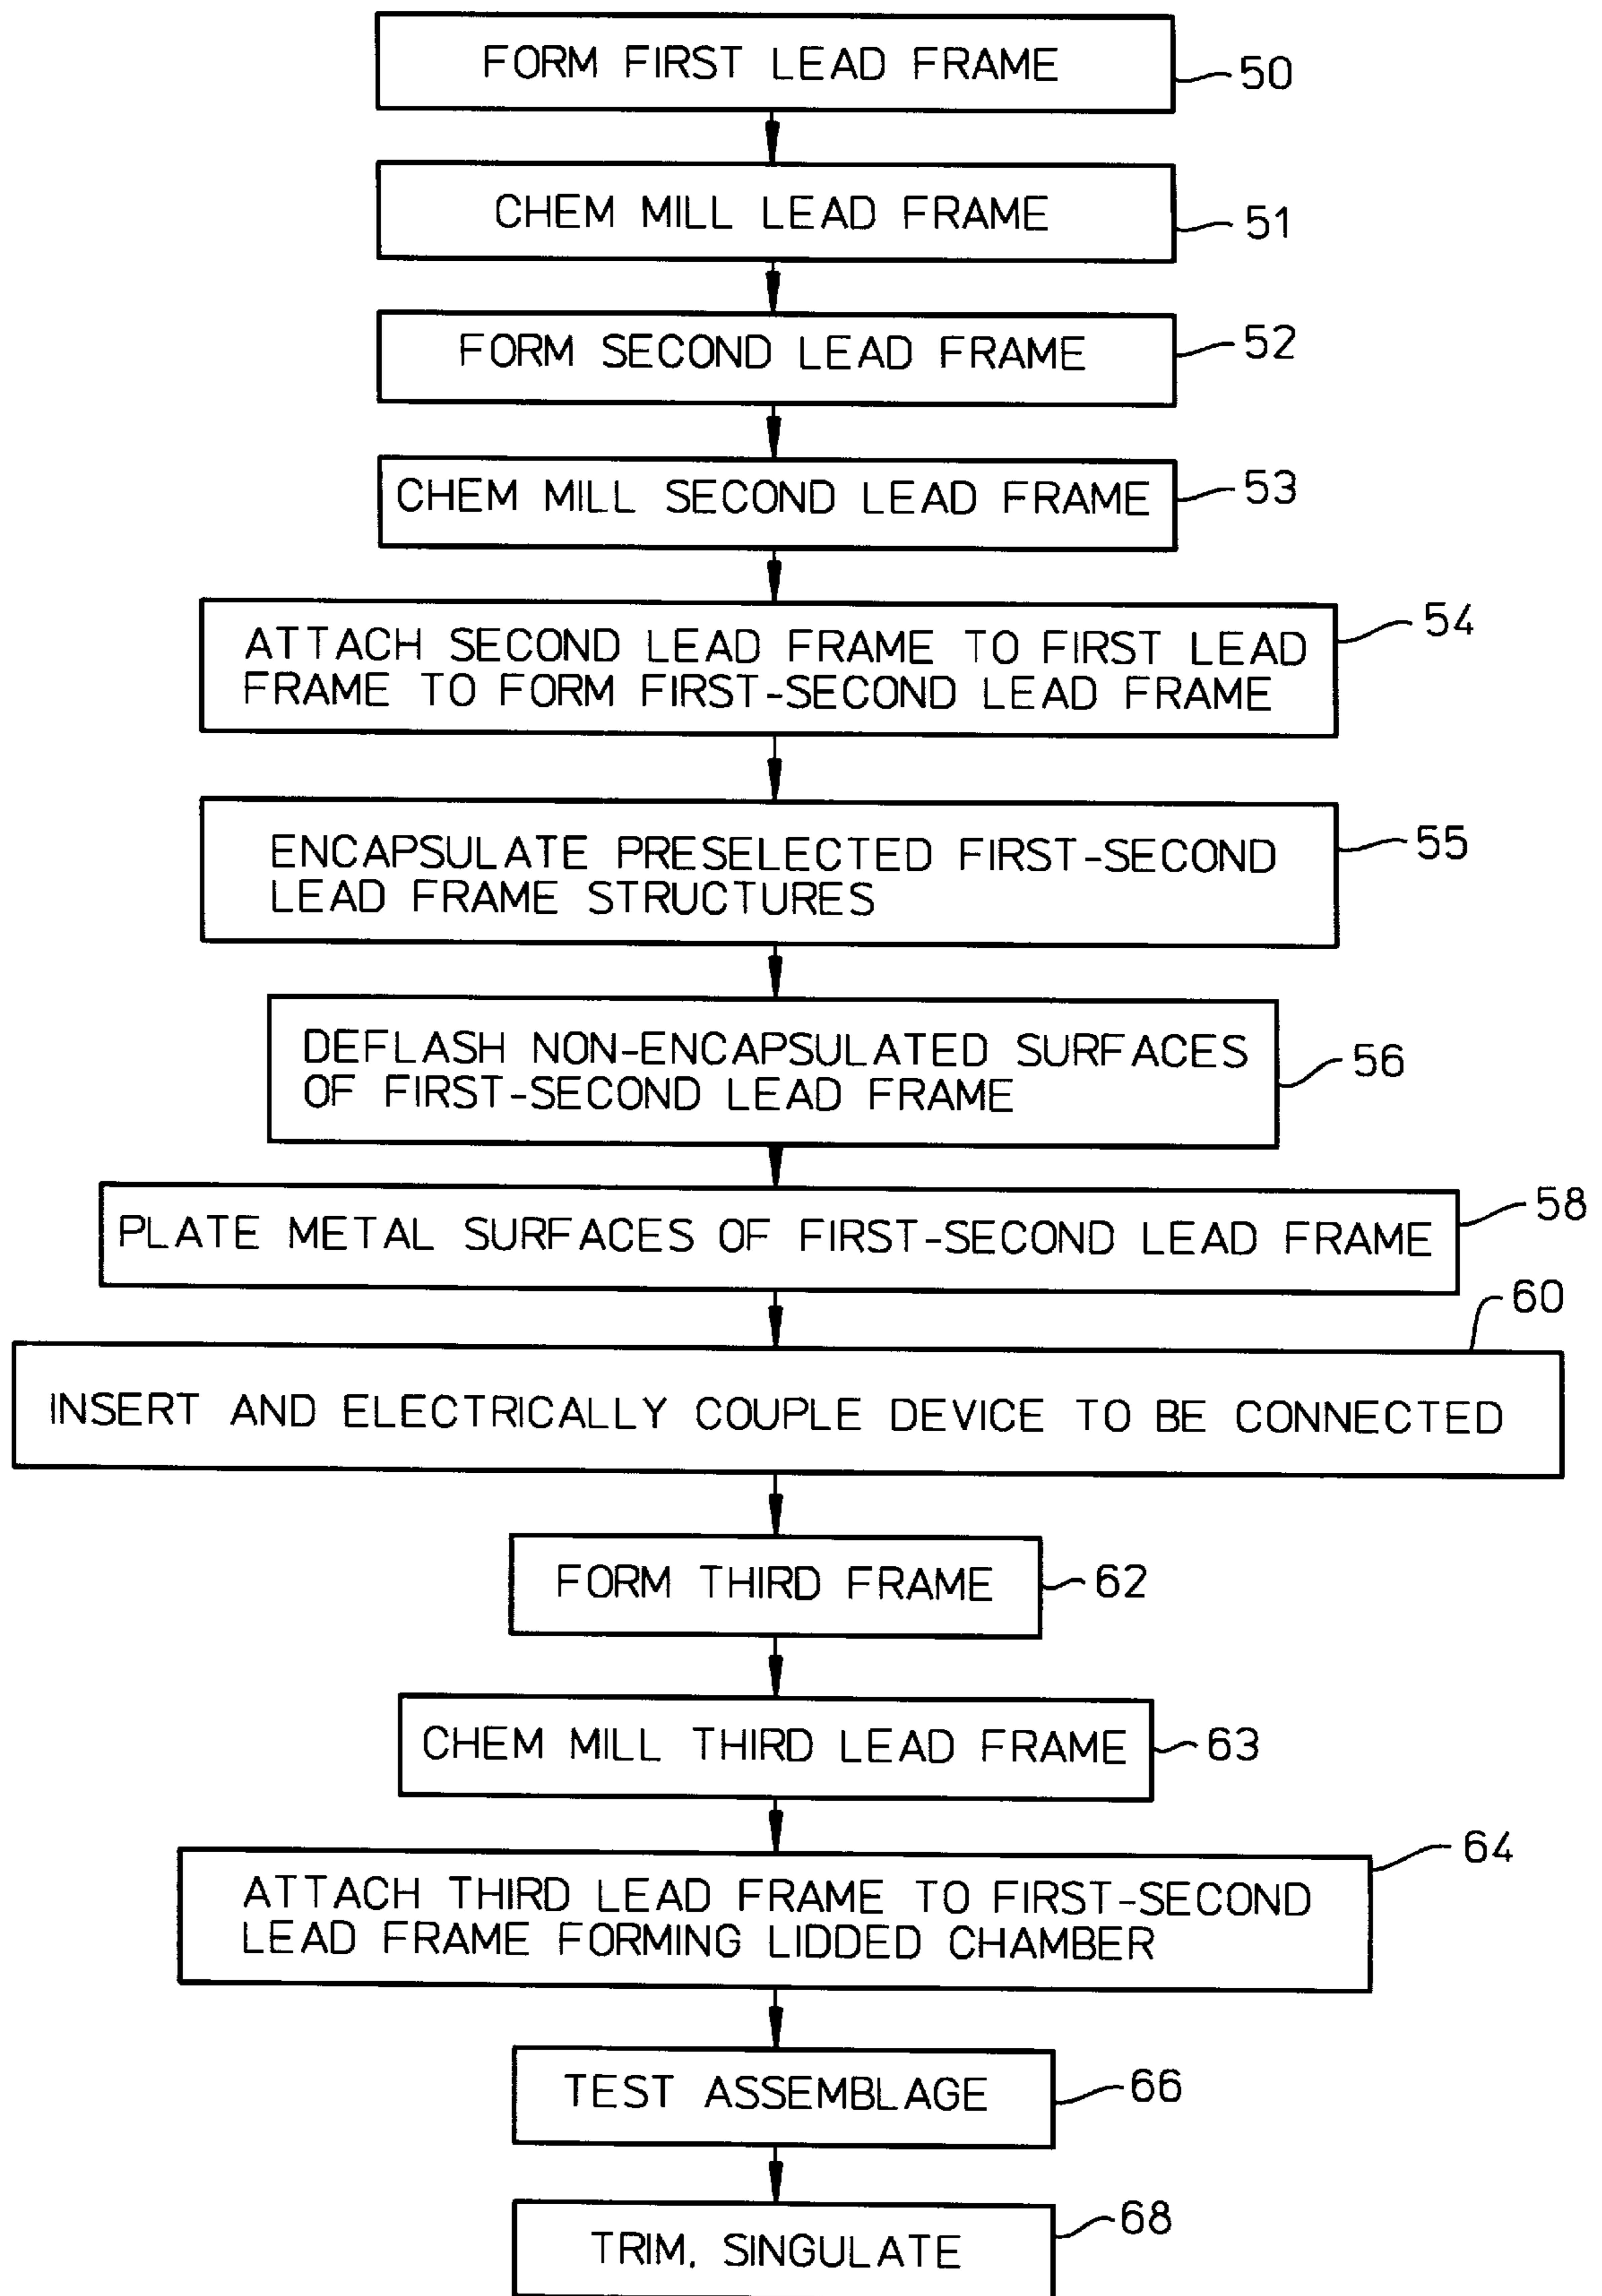 FORM FIRST LEAD FRAME
50
CHEM MILL LEAD FRAME
51
FORM SECOND LEAD FRAME
52
CHEM MILL SECOND LEAD FRAME
53
ATTACH SECOND LEAD FRAME TO FIRST LEAD
FRAME TO FORM FIRST-SECOND LEAD FRAME
54
ENCAPSULATE PRESELECTED FIRST-SECOND
LEAD FRAME STRUCTURES
55
DEFLASH NON-ENCAPSULATED SURFACES
OF FIRST-SECOND LEAD FRAME
56
PLATE METAL SURFACES OF FIRST-SECOND LEAD FRAME
58
INSERT AND ELECTRICALLY COUPLE DEVICE TO BE CONNECTED
60
FORM THIRD FRAME
62
CHEM MILL THIRD LEAD FRAME
63
ATTACH THIRD LEAD FRAME TO FIRST-SECOND
LEAD FRAME FORMING LIDDED CHAMBER
64
TEST ASSEMBLAGE
66
TRIM, SINGULATE
68